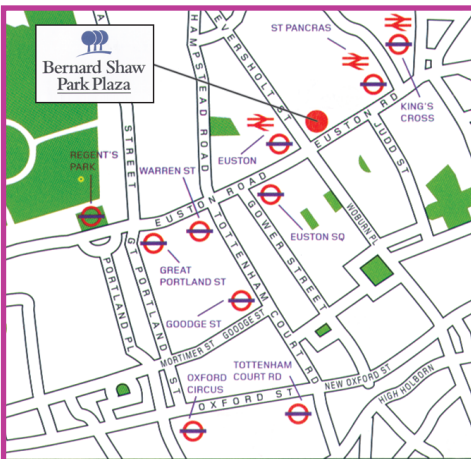 Bernard Shaw
Park Plaza
ST PANCRAS
KING'S
CROSS
HAMPSTEAD ROAD
EVERSHOLT ST
EUSTON RD
JUDD ST
STREET
REGENT'S
PARK
WARREN ST
EUSTON
EUSTON ROAD
EUSTON SQ
WOBURN PL
GOWER STREET
GREAT
PORTLAND ST
PORTLAND PL
GT PORTLAND
ST
TOTTENHAM COURT RD
GOODGE ST
MORTIMER ST
GOODGE ST
OXFORD
CIRCUS
TOTTENHAM
COURT RD
NEW OXFORD ST
HIGH HOLBORN
OXFORD ST